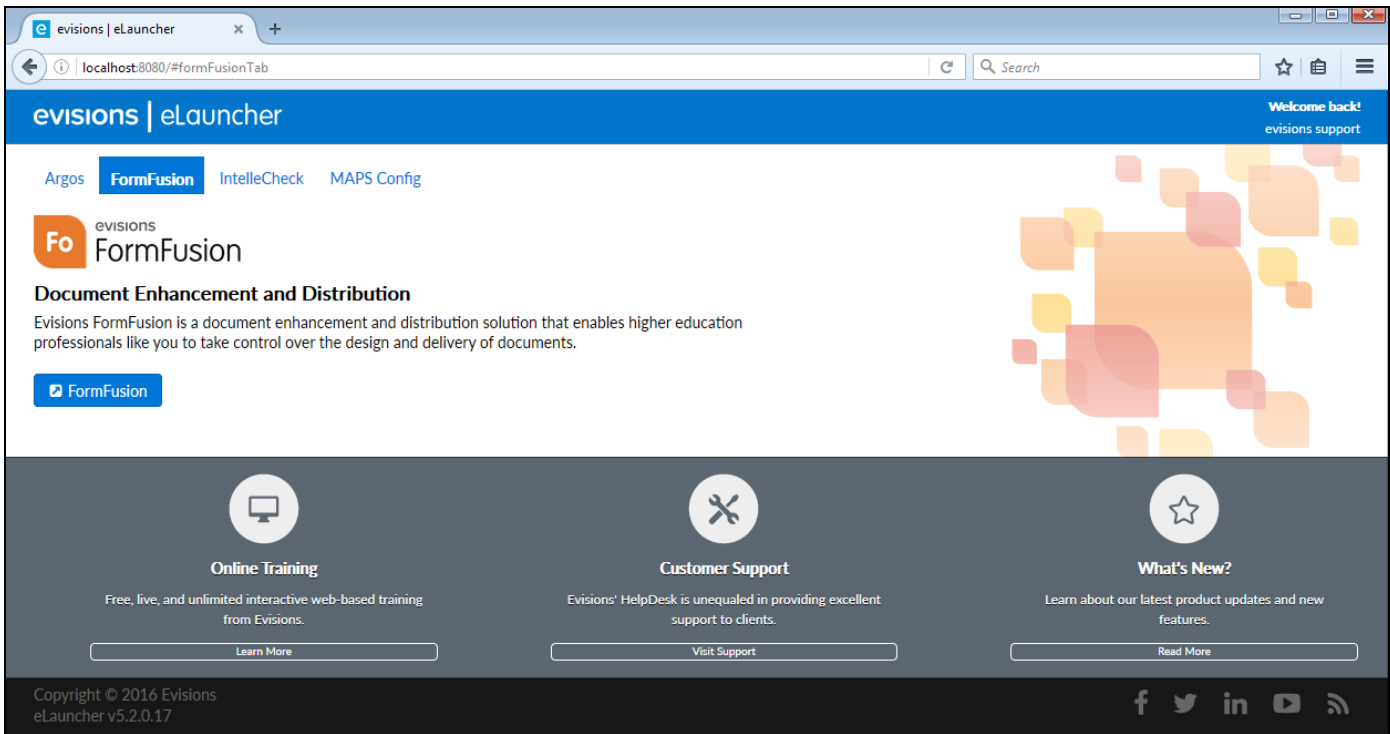 evisions | eLauncher
localhost:8080/#formFusionTab
Search
evisions | eLauncher
Welcome back!
evisions support
Argos FormFusion IntelleCheck MAPS Config
Fo
evisions
FormFusion
Document Enhancement and Distribution
Evisions FormFusion is a document enhancement and distribution solution that enables higher education
professionals like you to take control over the design and delivery of documents.
FormFusion
Online Training
Free, live, and unlimited interactive web-based training
from Evisions.
Learn More
Customer Support
Evisions' HelpDesk is unequaled in providing excellent
support to clients.
Visit Support
What's New?
Learn about our latest product updates and new
features.
Read More
Copyright © 2016 Evisions
eLauncher v5.2.0.17